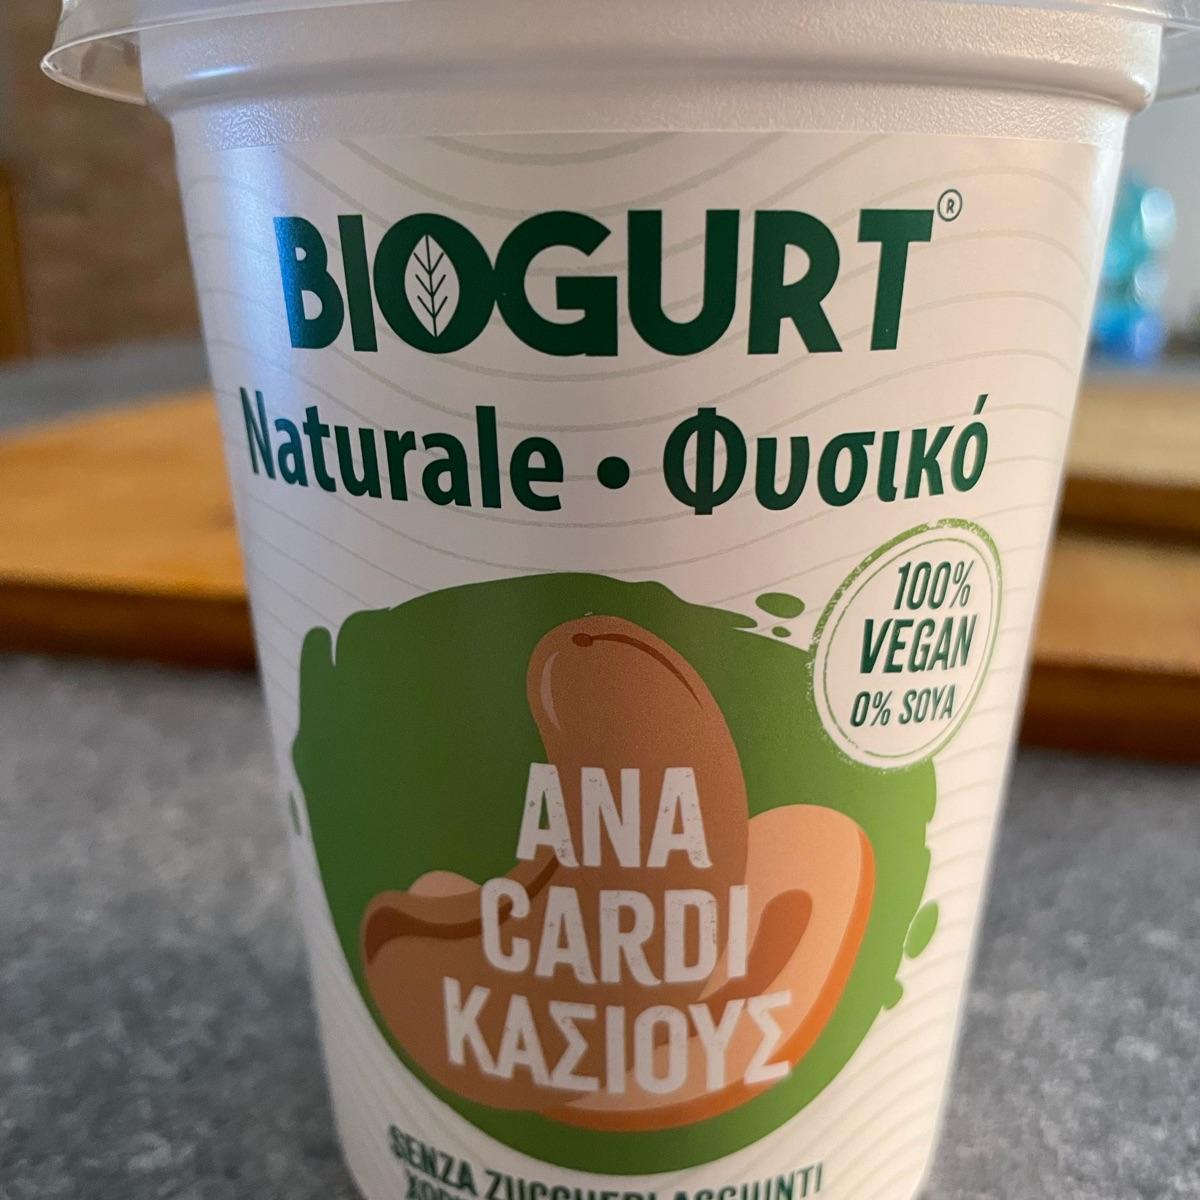 BIOGURT®
Naturale • Φυσικό
100%
VEGAN
0% SOYA
ANA
CARDI
ΚΑΣΙΟΥΣ
SENZA ZUCCHERI AGGIUNTI